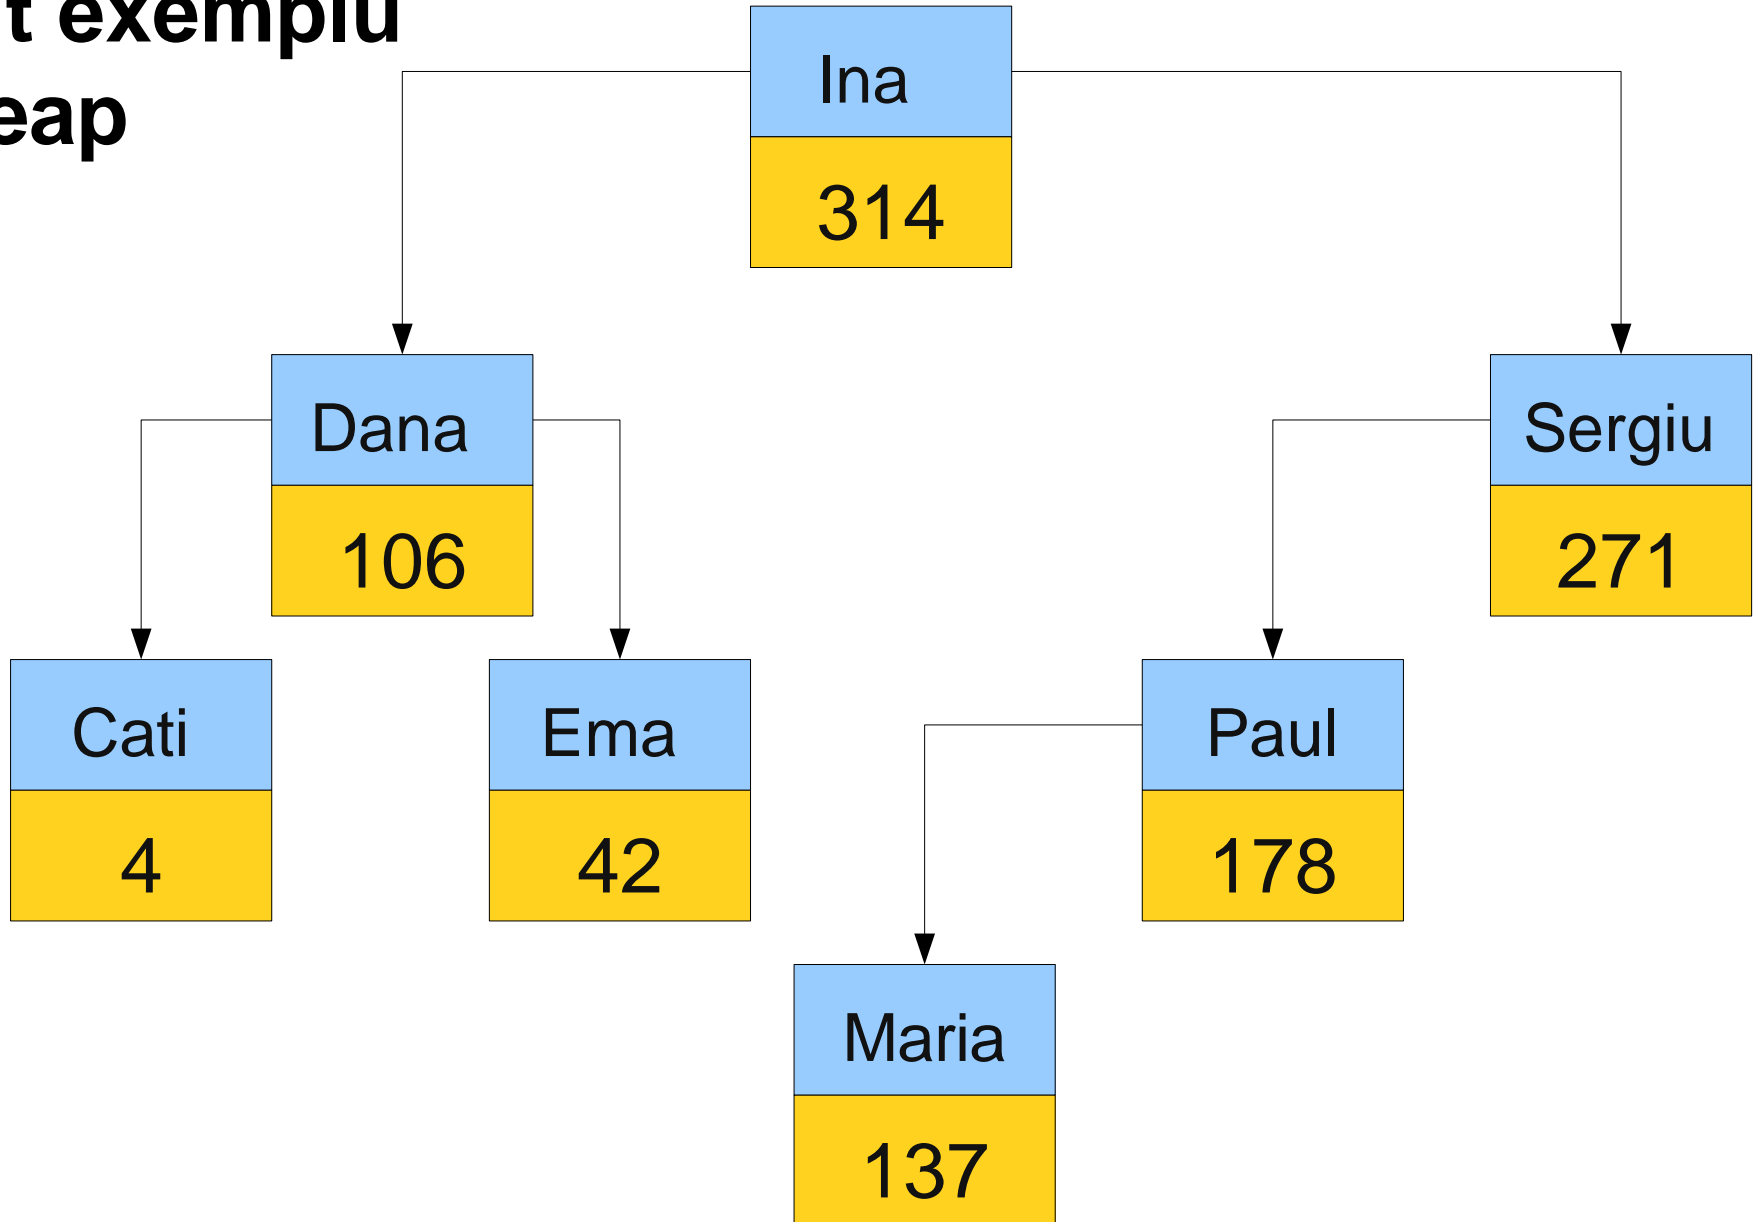 t exemplu
eap
Ina
314
Dana
106
Sergiu
271
Cati
4
Ema
42
Paul
178
Maria
137